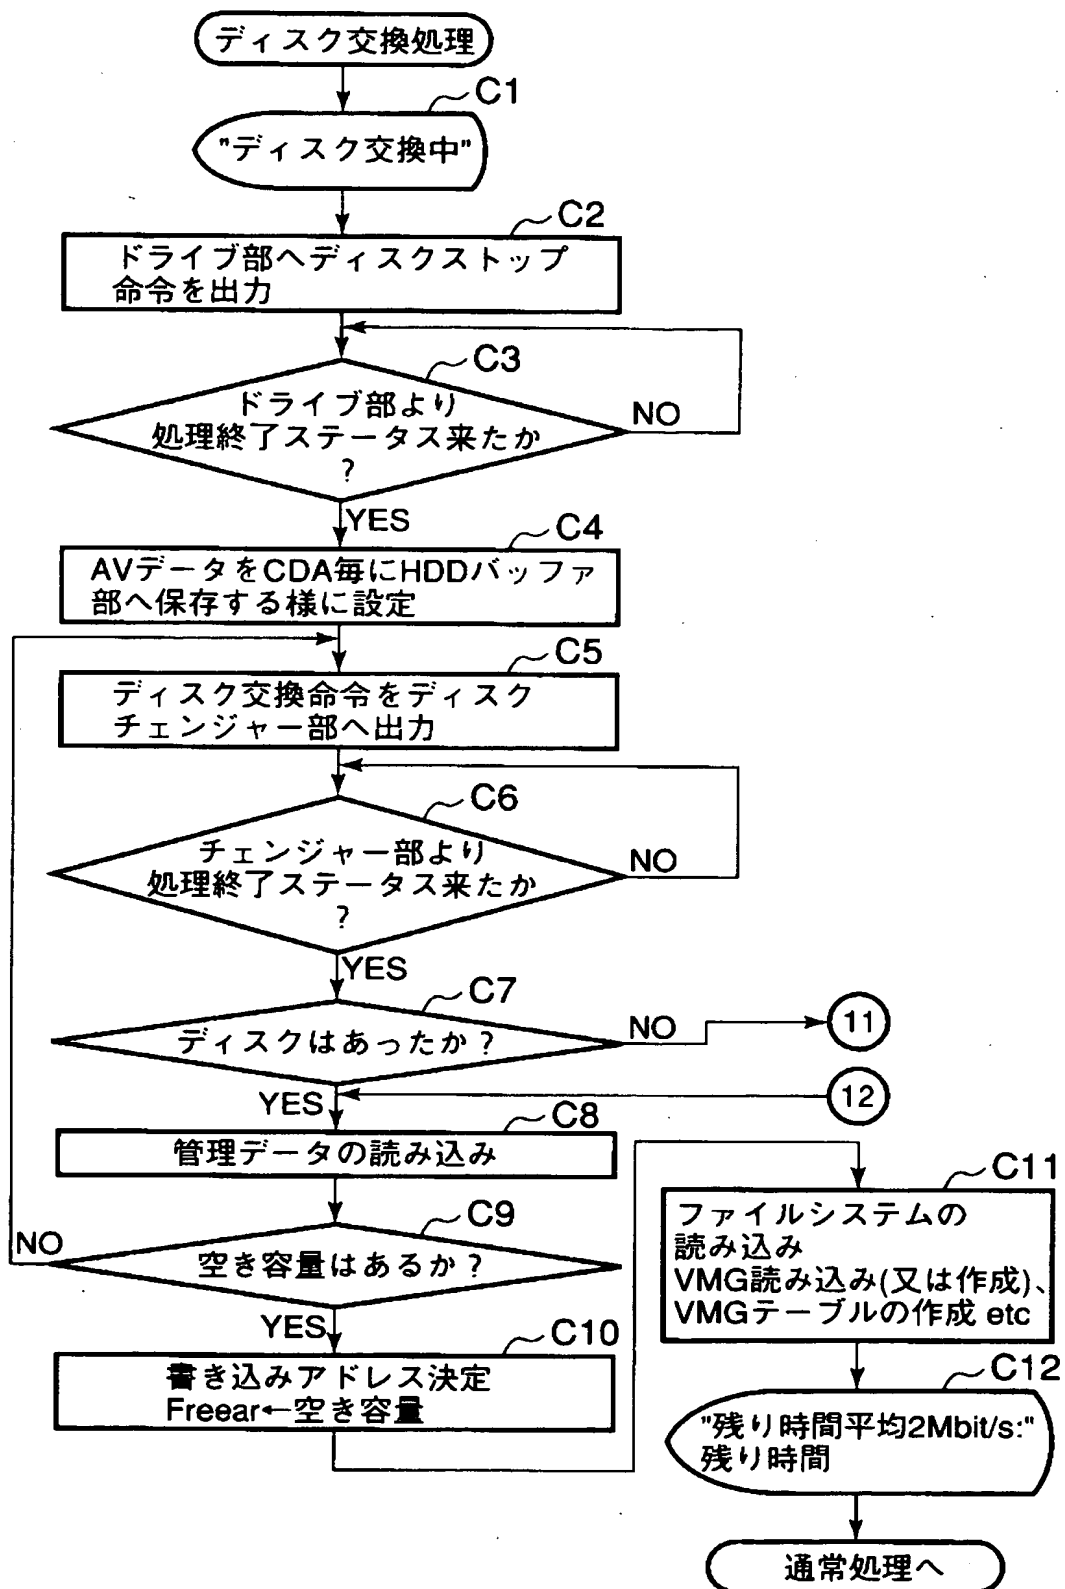 ディスク交換処理
C1
"ディスク交換中"
C2
ドライブ部へディスクストップ
命令を出力
C3
ドライブ部より
処理終了ステータス来たか
?
NO
YES
C4
AVデータをCDA毎にHDDバッファ
部へ保存する様に設定
C5
ディスク交換命令をディスク
チェンジャー部へ出力
C6
チェンジャー部より
処理終了ステータス来たか
?
NO
YES
C7
ディスクはあったか?
NO
11
12
YES
C8
管理データの読み込み
C9
空き容量はあるか?
NO
YES
C10
書き込みアドレス決定
Freear←空き容量
C11
ファイルシステムの
読み込み
VMG読み込み(又は作成)、
VMGテーブルの作成 etc
C12
"残り時間平均2Mbit/s:"
残り時間
通常処理へ